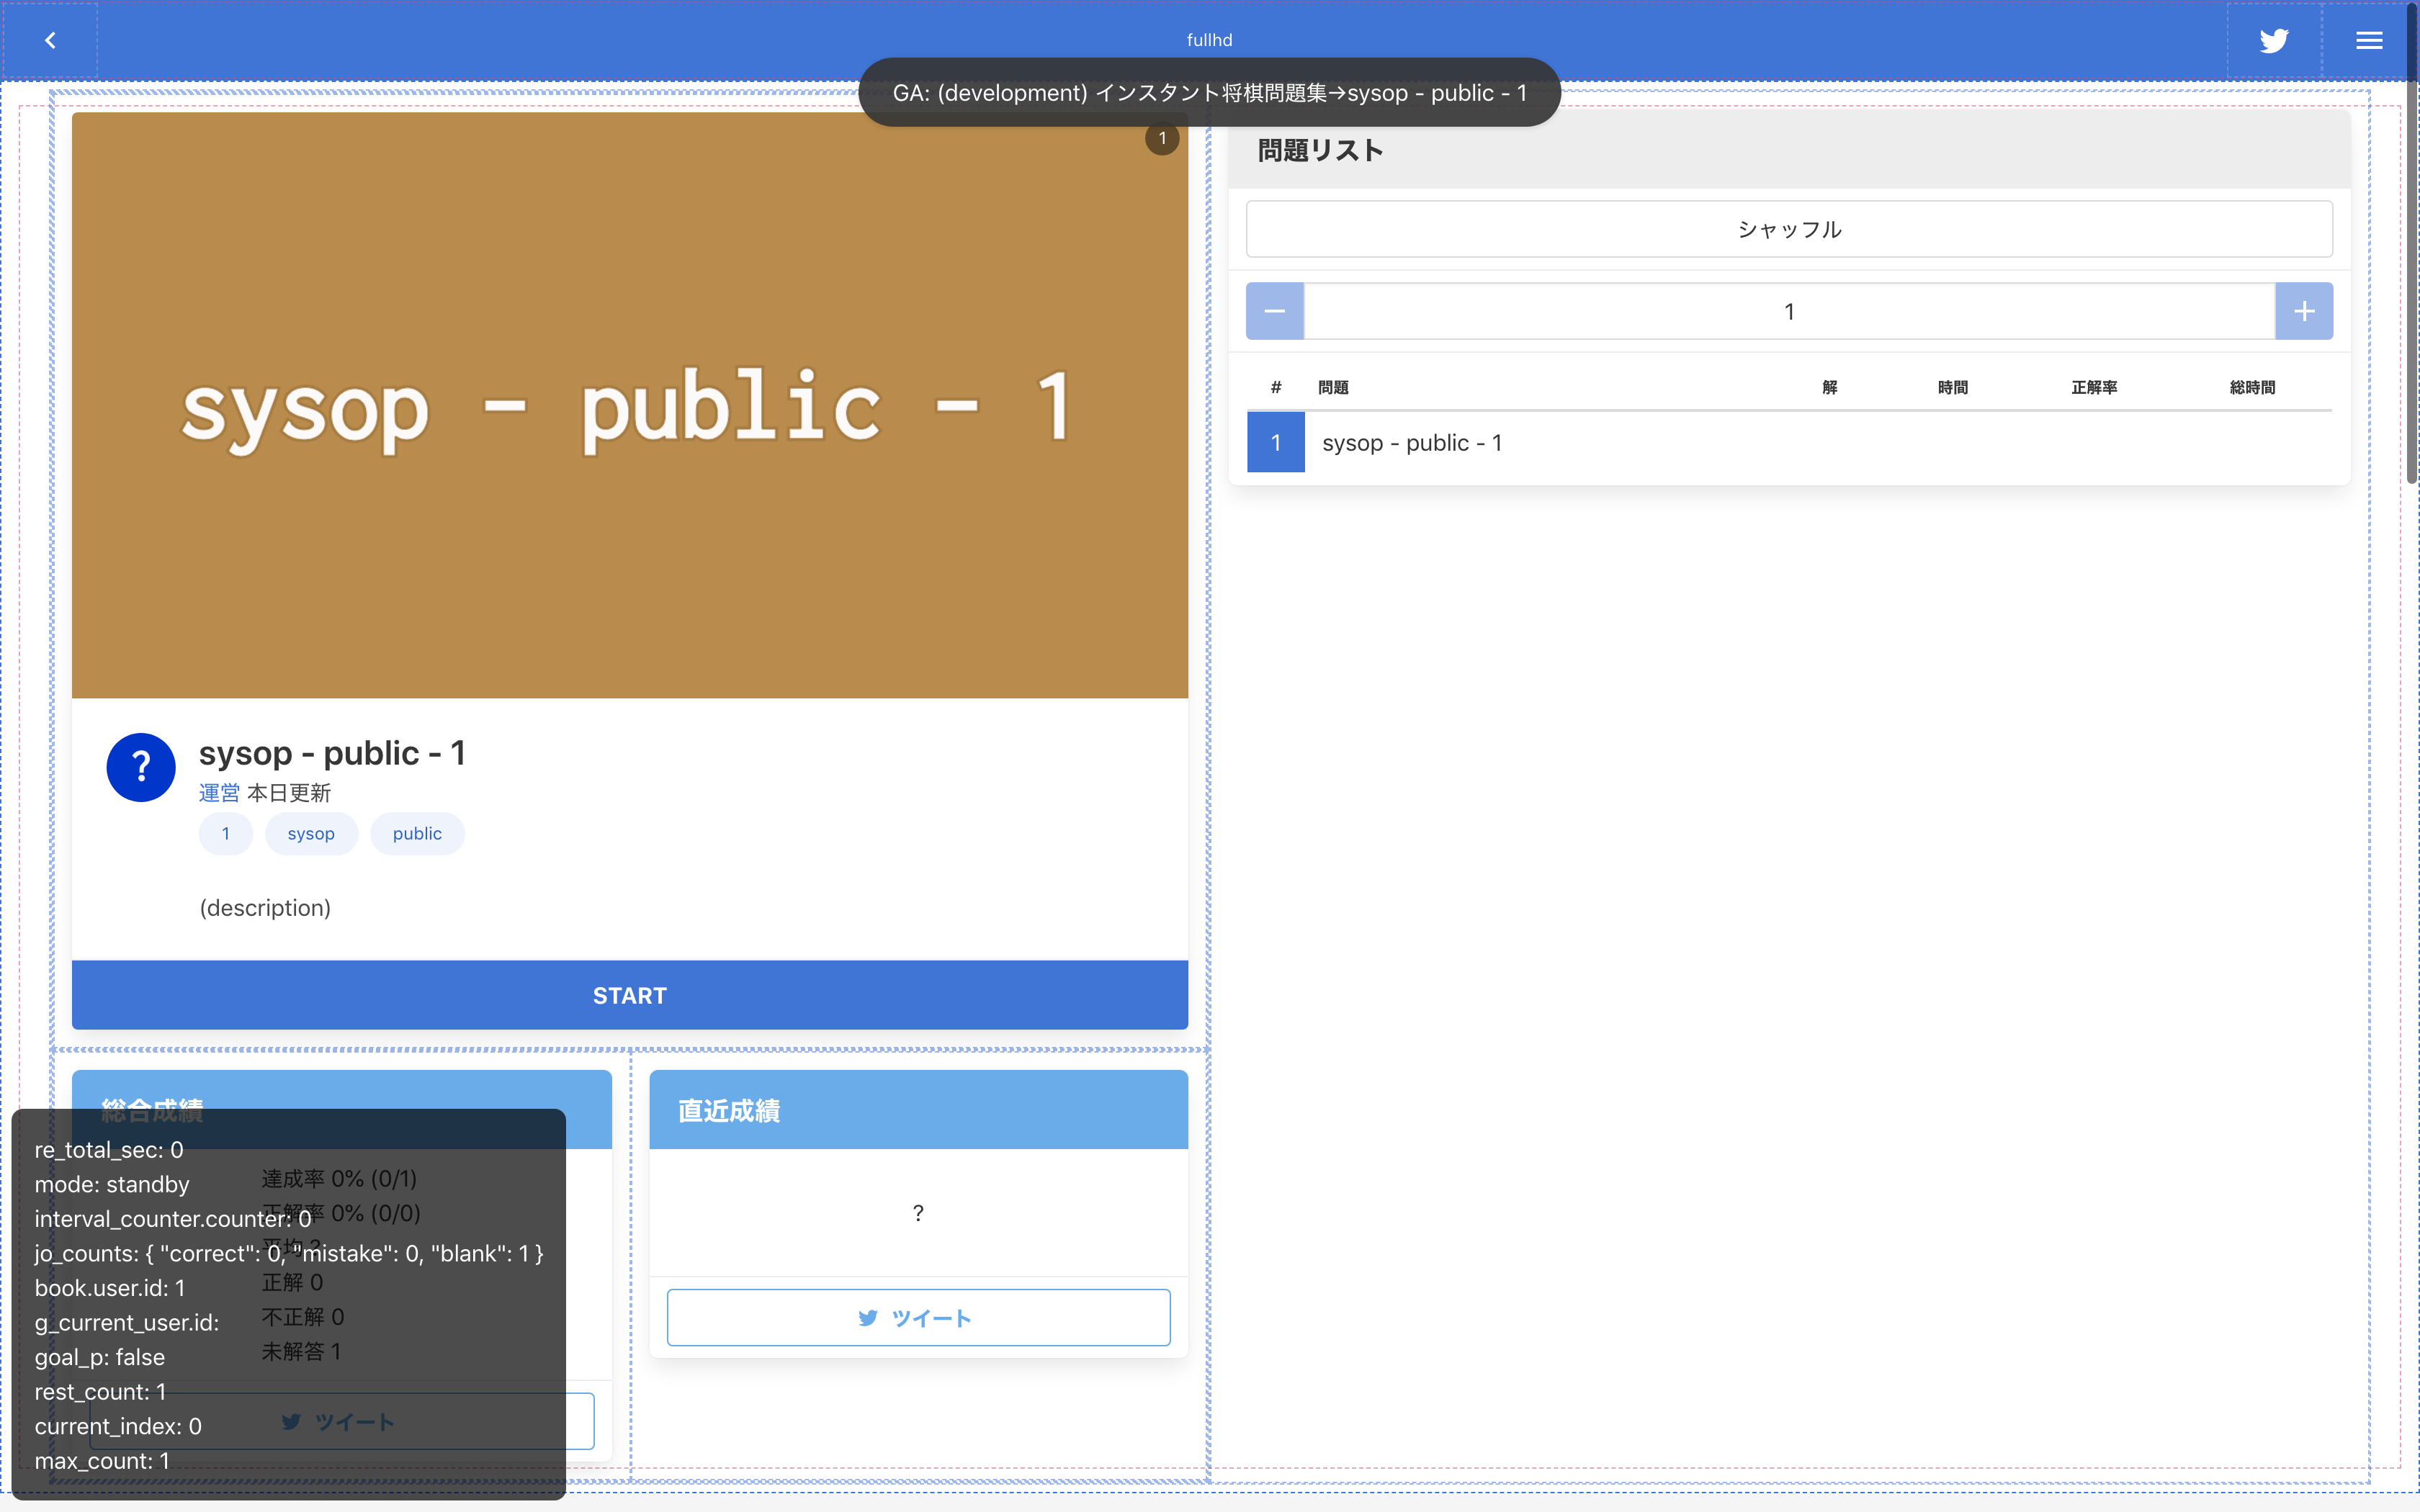 fullhd
GA: (development) インスタント将棋問題集→sysop - public - 1
1
sysop - public - 1
?
sysop - public - 1
運営 本日更新
1
sysop
public
(description)
START
総合成績
達成率 0% (0/1)
正解率 0% (0/0)
平均 ?
正解 0
不正解 0
未解答 1
ツイート
直近成績
?
ツイート
re_total_sec: 0
mode: standby
interval_counter.counter: 0
jo_counts: { "correct": 0, "mistake": 0, "blank": 1 }
book.user.id: 1
g_current_user.id:
goal_p: false
rest_count: 1
current_index: 0
max_count: 1
問題リスト
シャッフル
1
# 問題 解 時間 正解率 総時間
1 sysop - public - 1